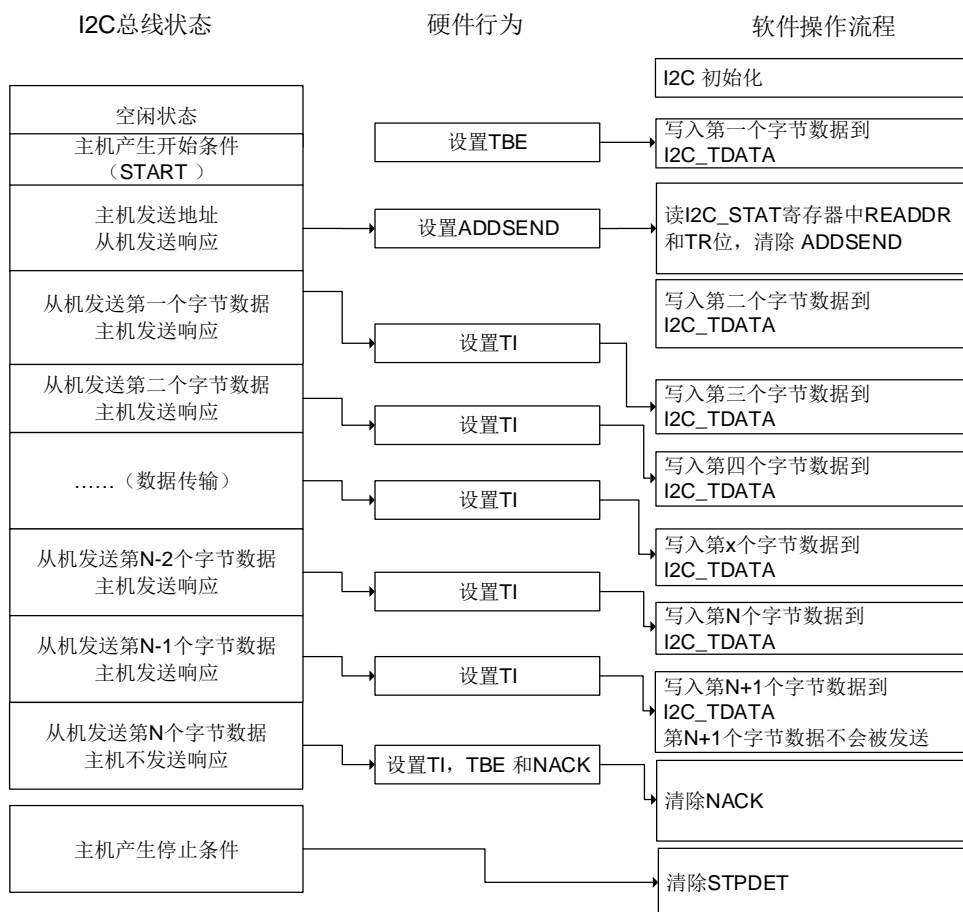 I2C总线状态
硬件行为
软件操作流程
I2C 初始化
空闲状态
主机产生开始条件
（START ）
设置TBE
写入第一个字节数据到
I2C_TDATA
主机发送地址
从机发送响应
设置ADDSEND
读I2C_STAT寄存器中READDR
和TR位，清除 ADDSEND
从机发送第一个字节数据
主机发送响应
设置TI
写入第二个字节数据到
I2C_TDATA
从机发送第二个字节数据
主机发送响应
设置TI
写入第三个字节数据到
I2C_TDATA
……（数据传输）
设置TI
写入第四个字节数据到
I2C_TDATA
从机发送第N-2个字节数据
主机发送响应
设置TI
写入第x个字节数据到
I2C_TDATA
写入第N个字节数据到
I2C_TDATA
从机发送第N-1个字节数据
主机发送响应
设置TI
写入第N+1个字节数据到
I2C_TDATA
第N+1个字节数据不会被发送
从机发送第N个字节数据
主机不发送响应
设置TI，TBE 和NACK
清除NACK
主机产生停止条件
清除STPDET